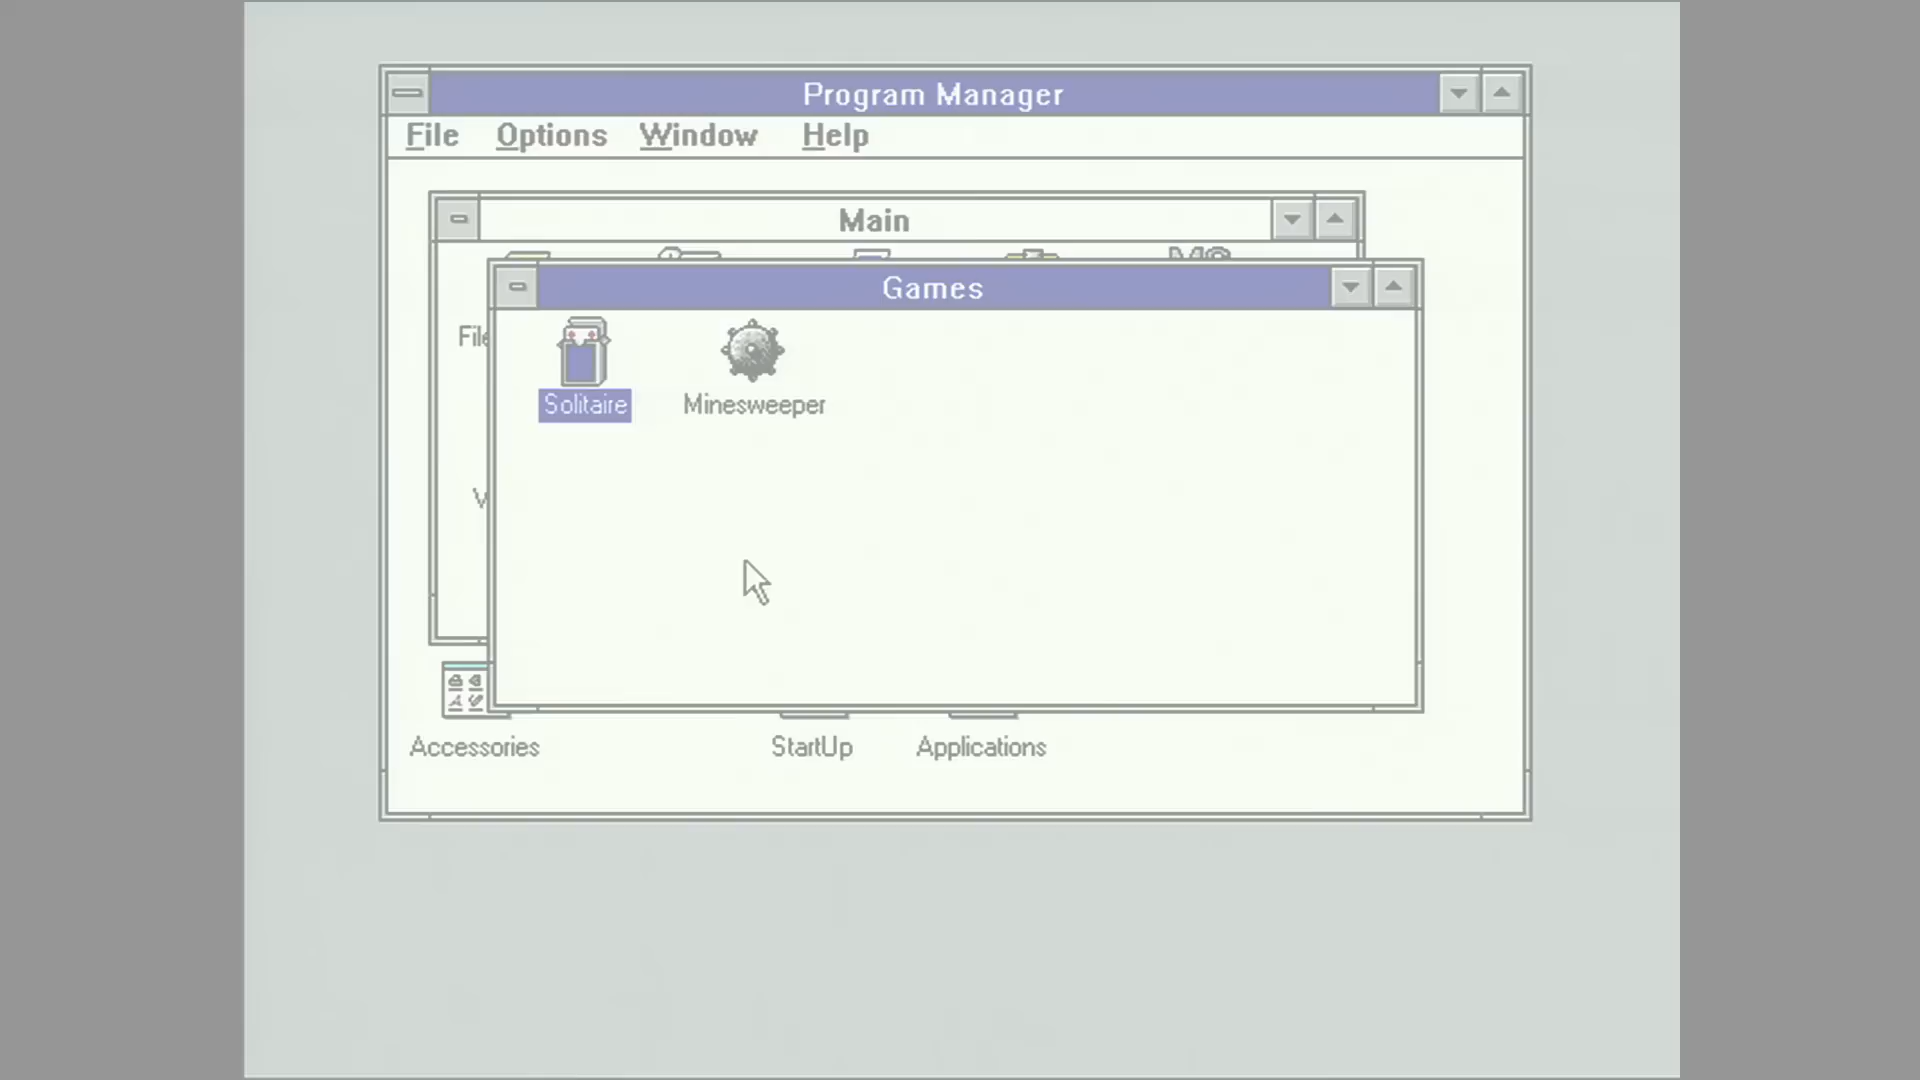 Program Manager
File Options Window Help
Main
Games
Solitaire Minesweeper
Accessories StartUp Applications